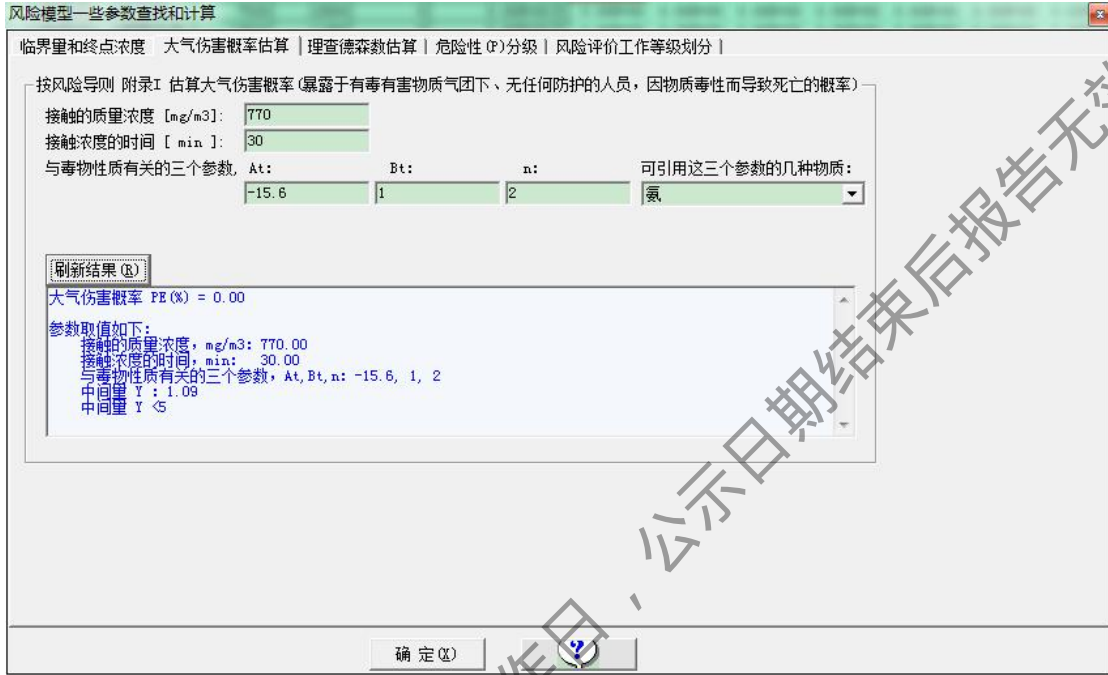 风险模型一些参数查找和计算
临界量和终点浓度 大气伤害概率估算 理查德森数估算 危险性(P)分级 风险评价工作等级划分
按风险导则 附录I 估算大气伤害概率(暴露于有毒有害物质气团下、无任何防护的人员,因物质毒性而导致死亡的概率)
接触的质量浓度 [mg/m3]: 770
接触浓度的时间 [ min ]: 30
与毒物性质有关的三个参数, At: Bt: n: 可引用这三个参数的几种物质:
-15.6 1 2 氨
刷新结果(R)
大气伤害概率 PE(%) = 0.00
参数取值如下:
接触的质量浓度,mg/m3: 770.00
接触浓度的时间,min: 30.00
与毒物性质有关的三个参数,At,Bt,n: -15.6, 1, 2
中间量 Y : 1.09
中间量 Y <5
确 定(X)
?
作日,公示日期结束后报告无效